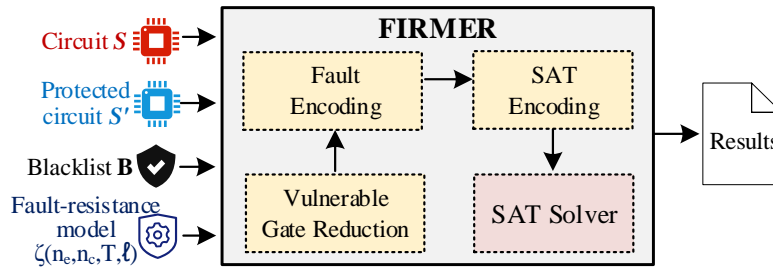 FIRMER
Circuit S
Protected
circuit S'
Blacklist B
Fault-resistance
model
ζ(nₑ,n꜀,T,ℓ)
Fault
Encoding
SAT
Encoding
Vulnerable
Gate Reduction
SAT Solver
Results